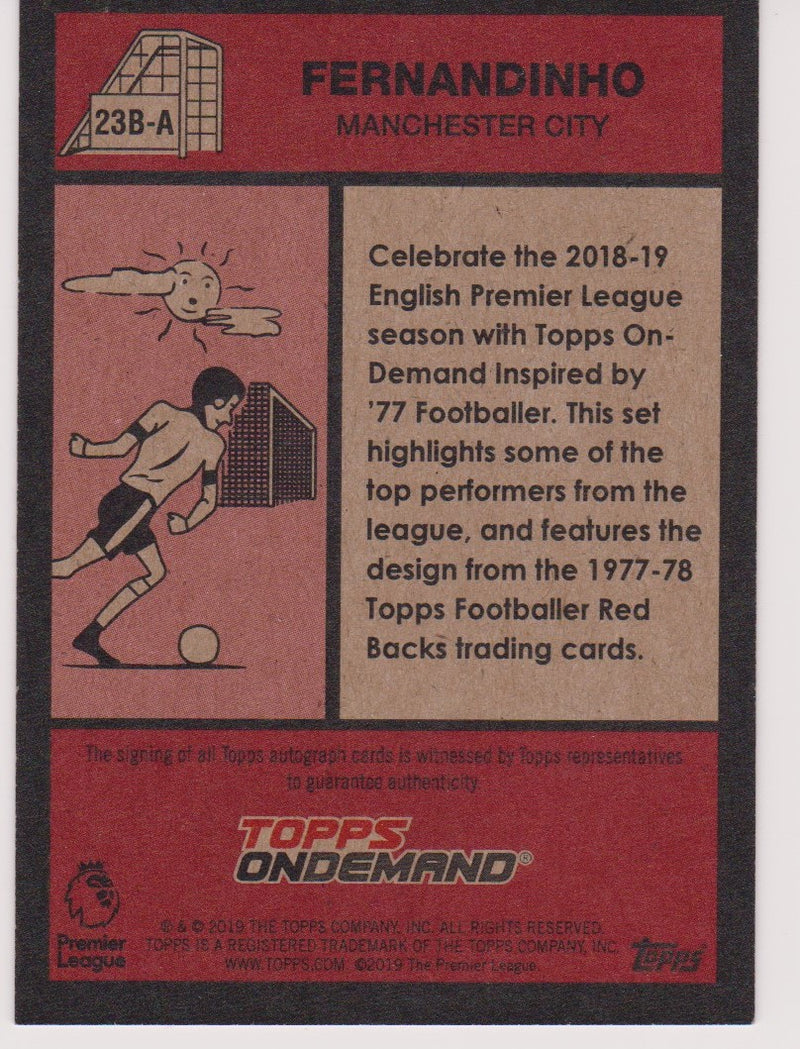 23B-A
FERNANDINHO
MANCHESTER CITY
Celebrate the 2018-19
English Premier League
season with Topps On-
Demand Inspired by
'77 Footballer. This set
highlights some of the
top performers from the
league, and features the
design from the 1977-78
Topps Footballer Red
Backs trading cards.
The signing of all Topps autograph cards is witnessed by Topps representatives
to guarantee authenticity.
TOPPS
ONDEMAND®
Premier
League
© & © 2019 THE TOPPS COMPANY, INC. ALL RIGHTS RESERVED.
TOPPS IS A REGISTERED TRADEMARK OF THE TOPPS COMPANY, INC.
WWW.TOPPS.COM ©2019 The Premier League.
Topps